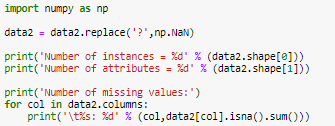 import numpy as np
data2 = data2.replace('?',np.NaN)
print('Number of instances = %d' % (data2.shape[0]))
print('Number of attributes = %d' % (data2.shape[1]))
print('Number of missing values:')
for col in data2.columns:
    print('\t%s: %d' % (col,data2[col].isna().sum()))